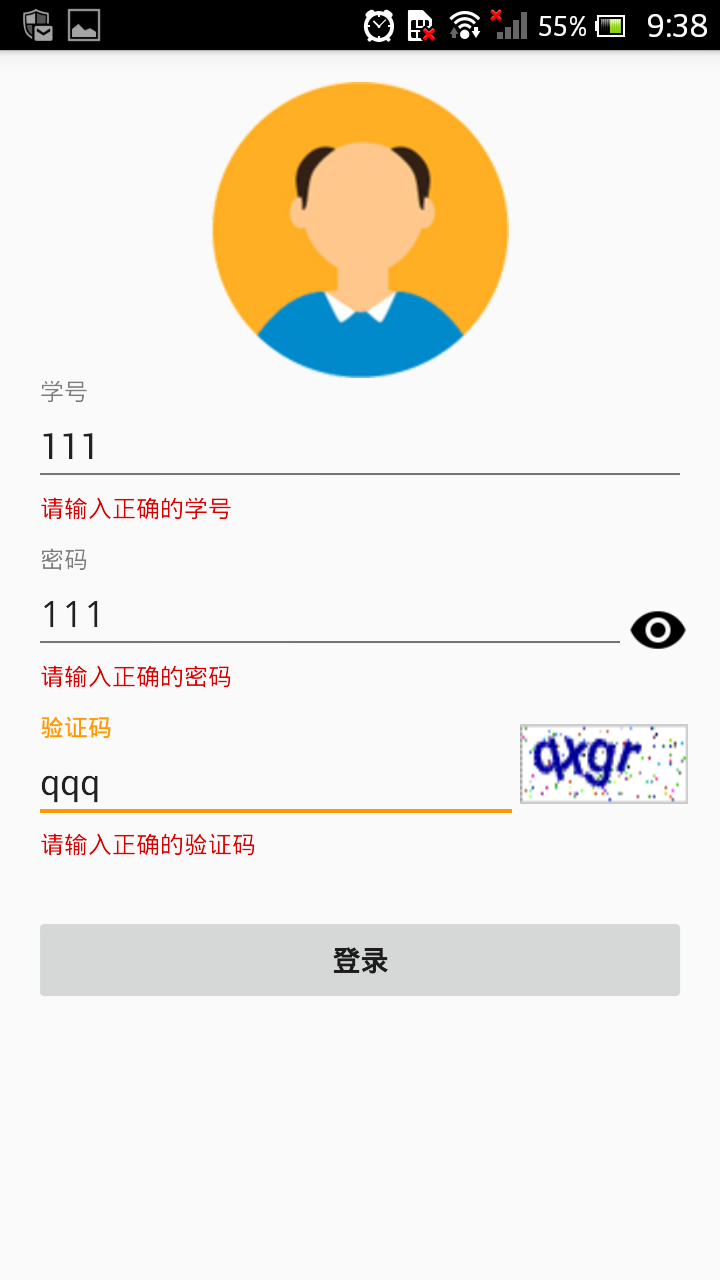 55% 9:38
学号
111
请输入正确的学号
密码
111
请输入正确的密码
验证码
qxgr
qqq
请输入正确的验证码
登录